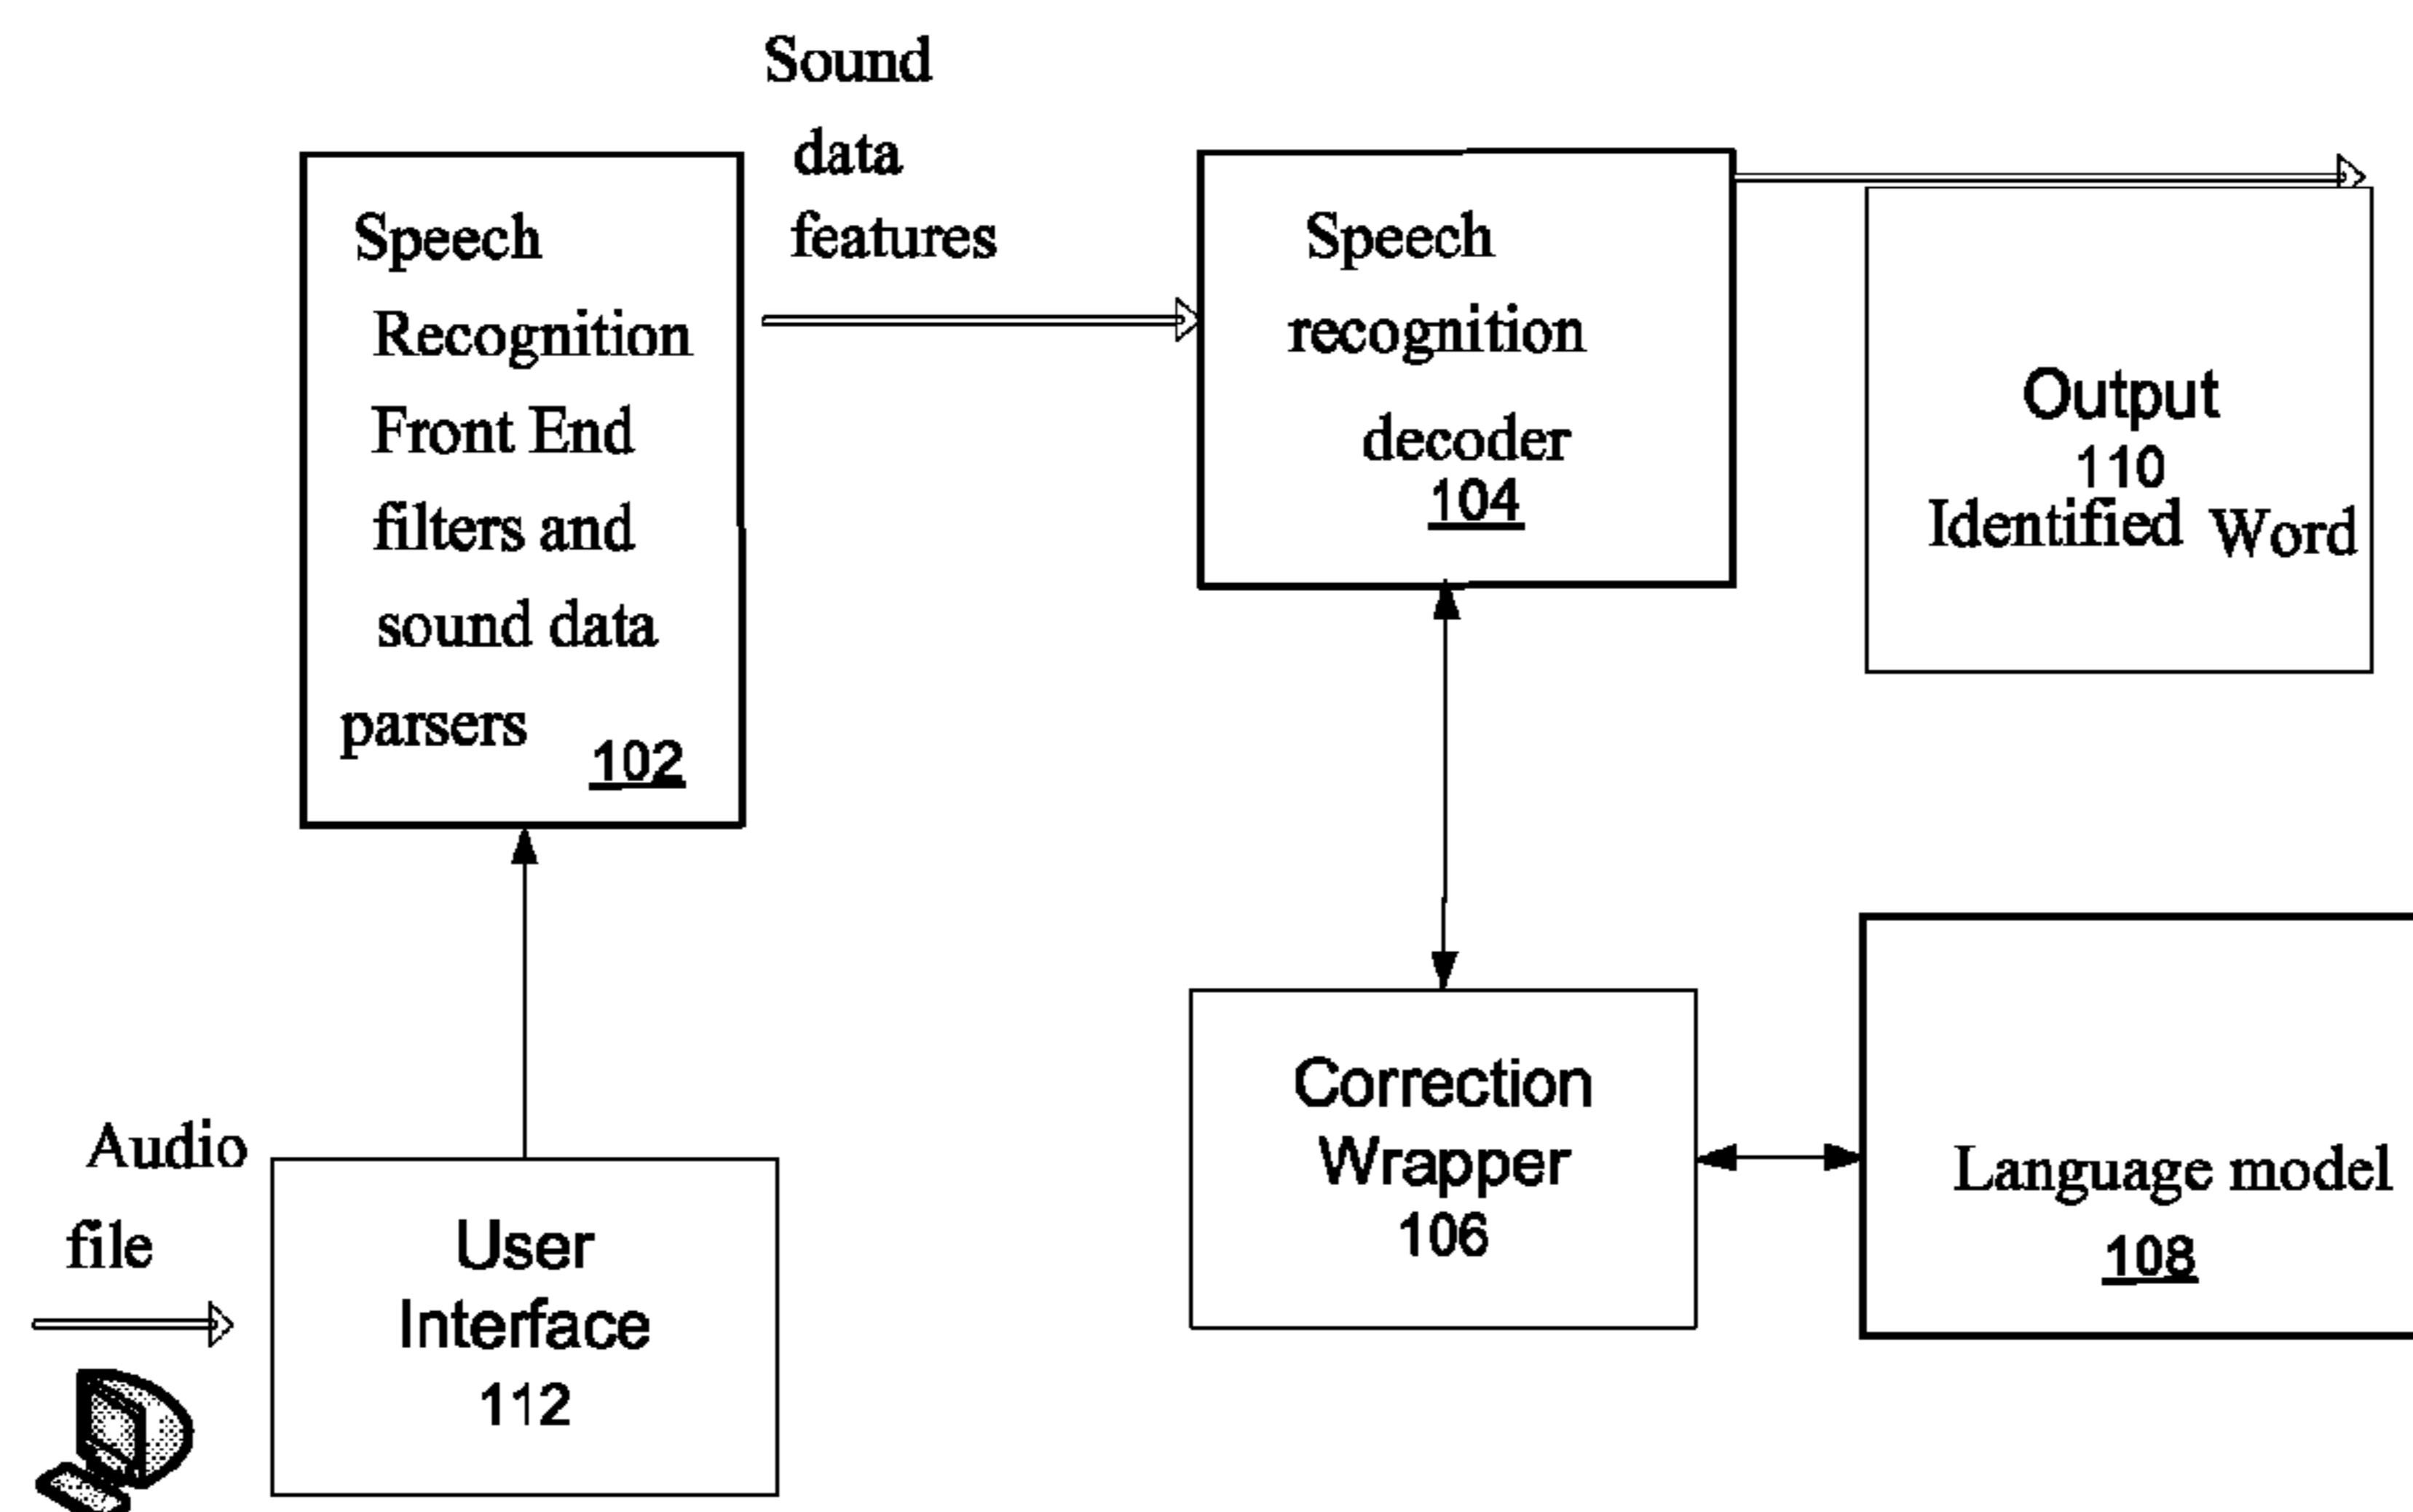 Sound
data
features
Speech
Recognition
Front End
filters and
sound data
parsers
102
Speech
recognition
decoder
104
Output
110
Identified Word
Audio
file
User
Interface
112
Correction
Wrapper
106
Language model
108